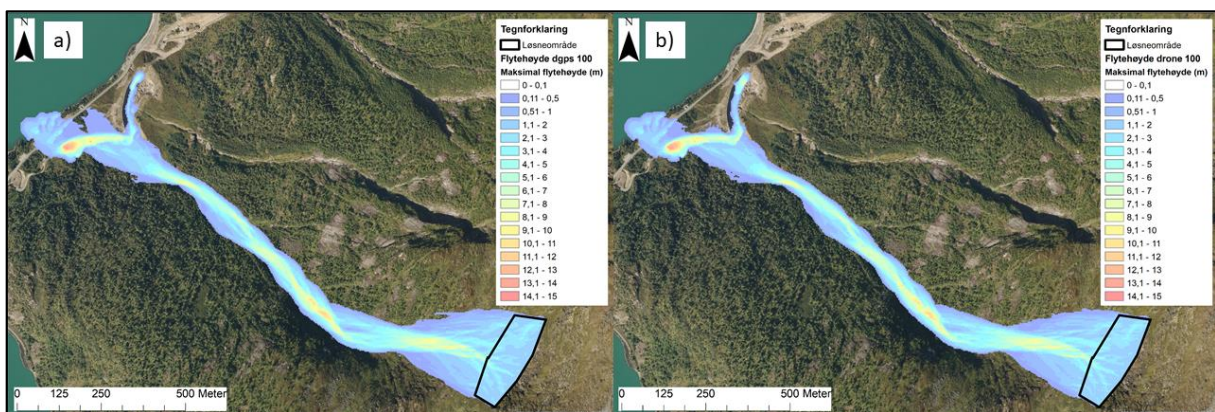 N
a)
Tegnforklaring
Løsneområde
Flytehøyde dgps 100
Maksimal flytehøyde (m)
0 - 0,1
0,11 - 0,5
0,51 - 1
1,1 - 2
2,1 - 3
3,1 - 4
4,1 - 5
5,1 - 6
6,1 - 7
7,1 - 8
8,1 - 9
9,1 - 10
10,1 - 11
11,1 - 12
12,1 - 13
13,1 - 14
14,1 - 15
0 125 250 500 Meter
N
b)
Tegnforklaring
Løsneområde
Flytehøyde drone 100
Maksimal flytehøyde (m)
0 - 0,1
0,11 - 0,5
0,51 - 1
1,1 - 2
2,1 - 3
3,1 - 4
4,1 - 5
5,1 - 6
6,1 - 7
7,1 - 8
8,1 - 9
9,1 - 10
10,1 - 11
11,1 - 12
12,1 - 13
13,1 - 14
14,1 - 15
0 125 250 500 Meter